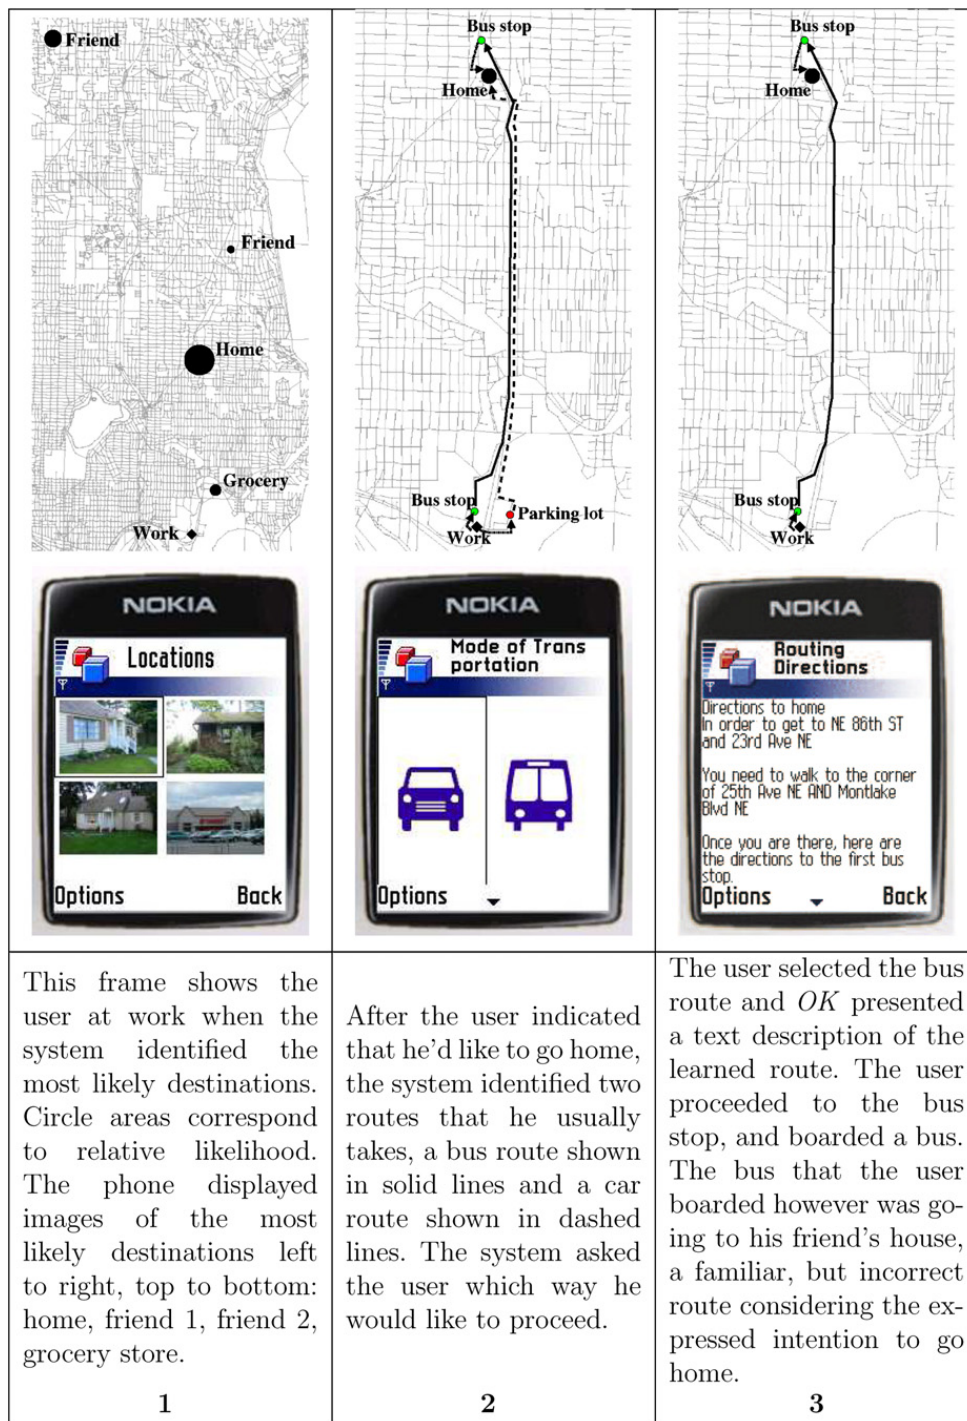 Friend
Friend
Home
Grocery
Work
Bus stop
Home
Bus stop
Parking lot
Work
Bus stop
Home
Bus stop
Work
NOKIA
Locations
Options Back
NOKIA
Mode of Trans
portation
Options
NOKIA
Routing
Directions
Directions to home
In order to get to NE 86th ST
and 23rd Ave NE
You need to walk to the corner
of 25th Ave NE AND Montlake
Blvd NE
Once you are there, here are
the directions to the first bus
stop.
Options Back
This frame shows the
user at work when the
system identified the
most likely destinations.
Circle areas correspond
to relative likelihood.
The phone displayed
images of the most
likely destinations left
to right, top to bottom:
home, friend 1, friend 2,
grocery store.
1
After the user indicated
that he'd like to go home,
the system identified two
routes that he usually
takes, a bus route shown
in solid lines and a car
route shown in dashed
lines. The system asked
the user which way he
would like to proceed.
2
The user selected the bus
route and OK presented
a text description of the
learned route. The user
proceeded to the bus
stop, and boarded a bus.
The bus that the user
boarded however was go-
ing to his friend's house,
a familiar, but incorrect
route considering the ex-
pressed intention to go
home.
3